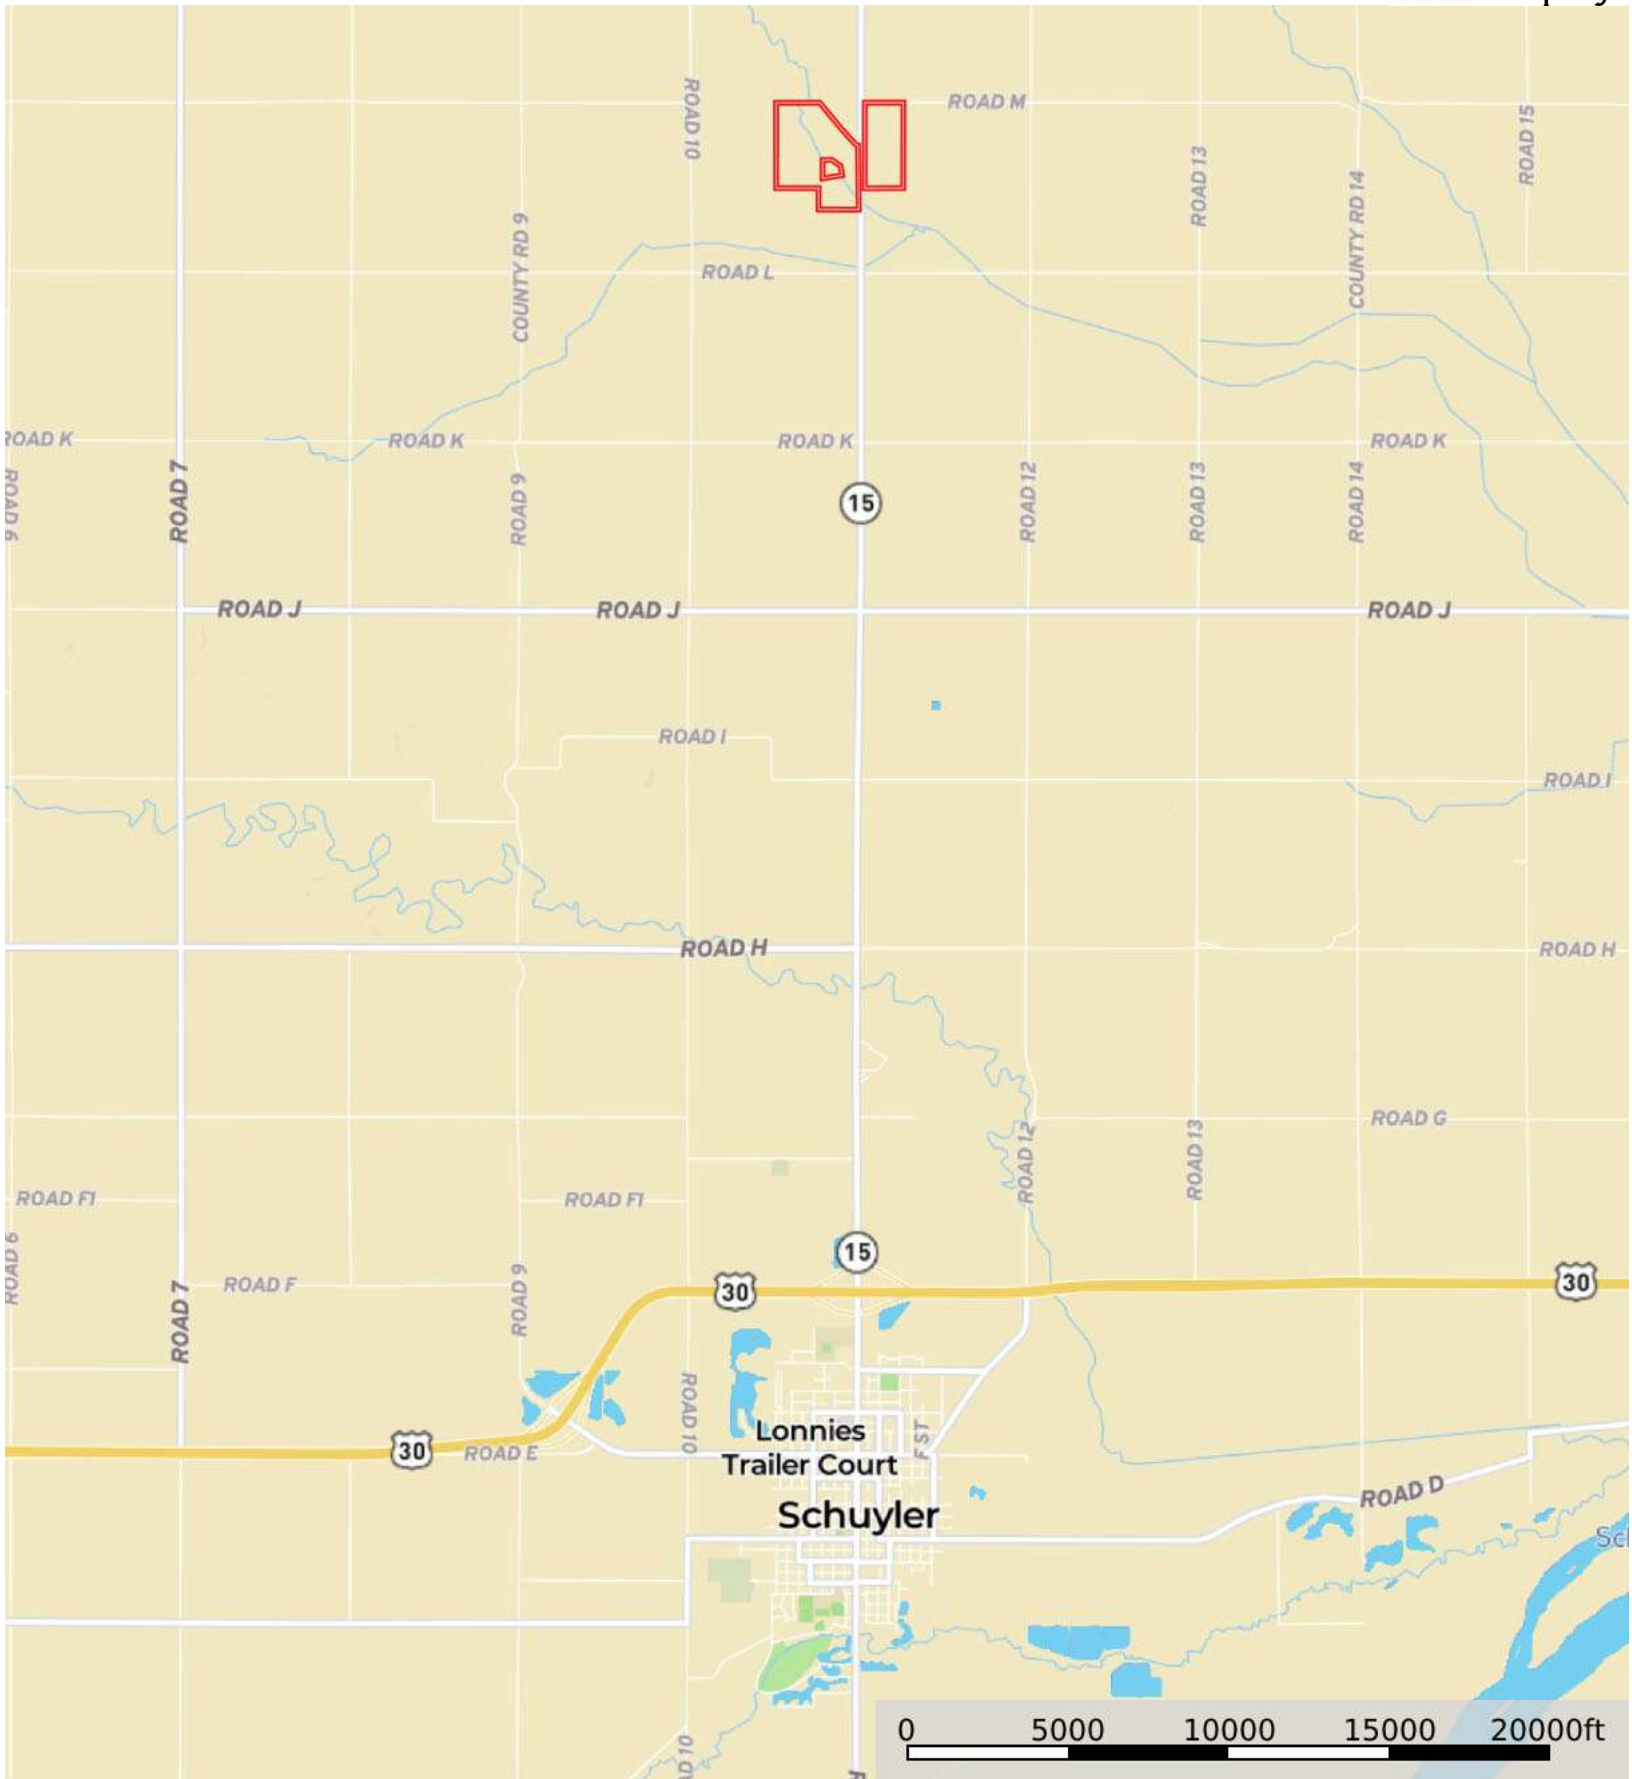 ROAD 10
ROAD M
ROAD 15
ROAD 13
COUNTY RD 14
COUNTY RD 9
ROAD L
ROAD K
ROAD K
ROAD K
ROAD K
ROAD 6
ROAD 7
ROAD 9
15
ROAD 12
ROAD 13
ROAD 14
ROAD J
ROAD J
ROAD J
ROAD I
ROAD I
ROAD H
ROAD H
ROAD G
ROAD 12
ROAD 13
ROAD F1
ROAD F1
ROAD 6
15
ROAD F
ROAD 7
ROAD 9
30
30
ROAD 10
Lonnies
Trailer Court
F ST
30
ROAD E
ROAD D
Schuyler
0 5000 10000 15000 20000ft